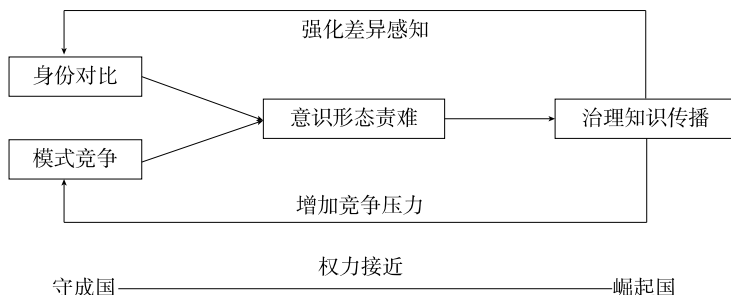 强化差异感知
身份对比
意识形态责难
治理知识传播
模式竞争
增加竞争压力
权力接近
守成国
崛起国